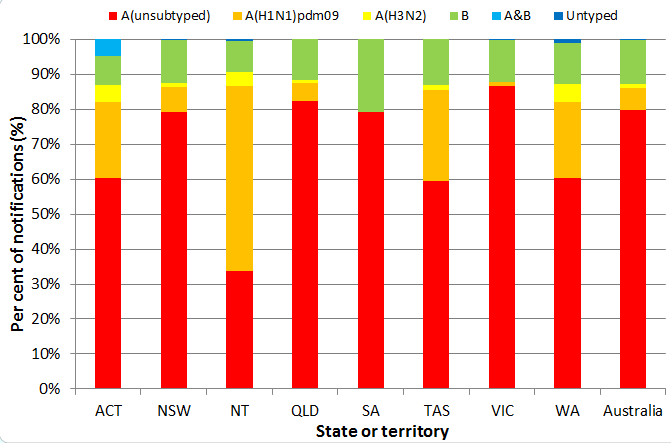 A(unsubtyped) A(H1N1)pdm09 A(H3N2) B A&B Untyped
100%
90%
80%
70%
60%
50%
40%
30%
20%
10%
0%
Per cent of notifications (%)
ACT NSW NT QLD SA TAS VIC WA Australia
State or territory